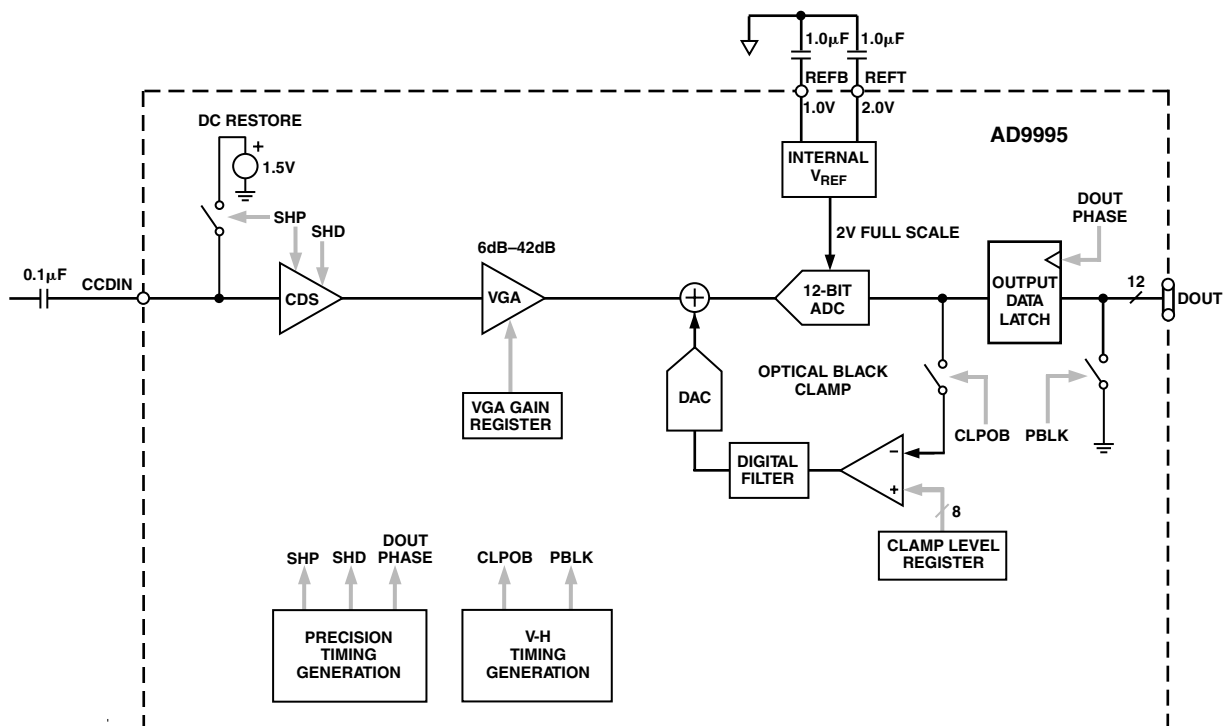 1.0μF
1.0μF
REFB
REFT
1.0V
2.0V
DC RESTORE
+
1.5V
AD9995
INTERNAL
VREF
SHP
SHD
DOUT
PHASE
2V FULL SCALE
6dB–42dB
0.1μF
CCDIN
CDS
VGA
+
12-BIT
ADC
OUTPUT
DATA
LATCH
12
DOUT
DAC
OPTICAL BLACK
CLAMP
VGA GAIN
REGISTER
CLPOB
PBLK
DIGITAL
FILTER
–
+
8
CLAMP LEVEL
REGISTER
SHP
SHD
DOUT
PHASE
CLPOB
PBLK
PRECISION
TIMING
GENERATION
V-H
TIMING
GENERATION